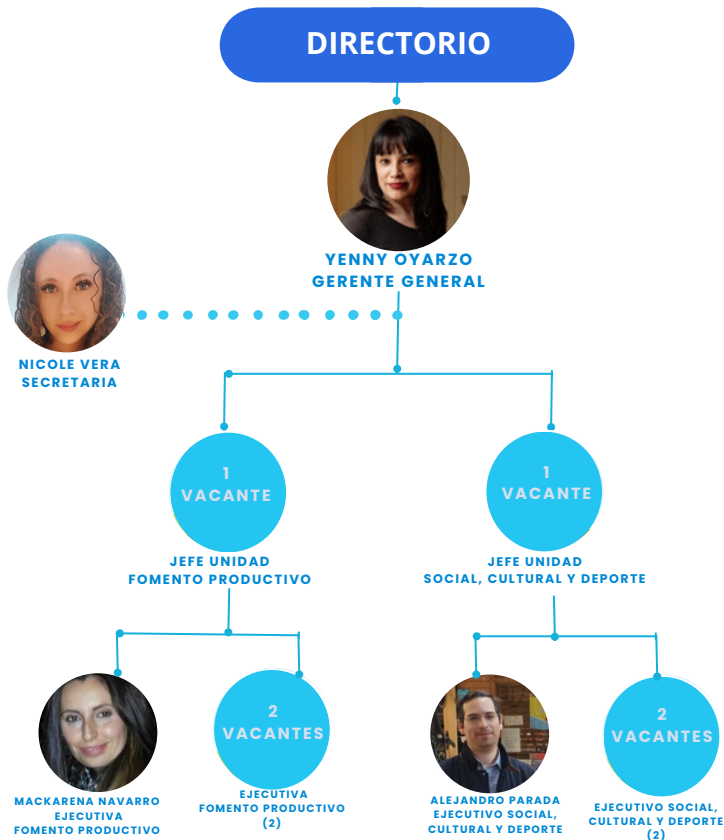 DIRECTORIO
YENNY OYARZO
GERENTE GENERAL
NICOLE VERA
SECRETARIA
1
VACANTE
JEFE UNIDAD
FOMENTO PRODUCTIVO
1
VACANTE
JEFE UNIDAD
SOCIAL, CULTURAL Y DEPORTE
MACKARENA NAVARRO
EJECUTIVA
FOMENTO PRODUCTIVO
2
VACANTES
EJECUTIVA
FOMENTO PRODUCTIVO
(2)
ALEJANDRO PARADA
EJECUTIVO SOCIAL,
CULTURAL Y DEPORTE
2
VACANTES
EJECUTIVO SOCIAL,
CULTURAL Y DEPORTE
(2)